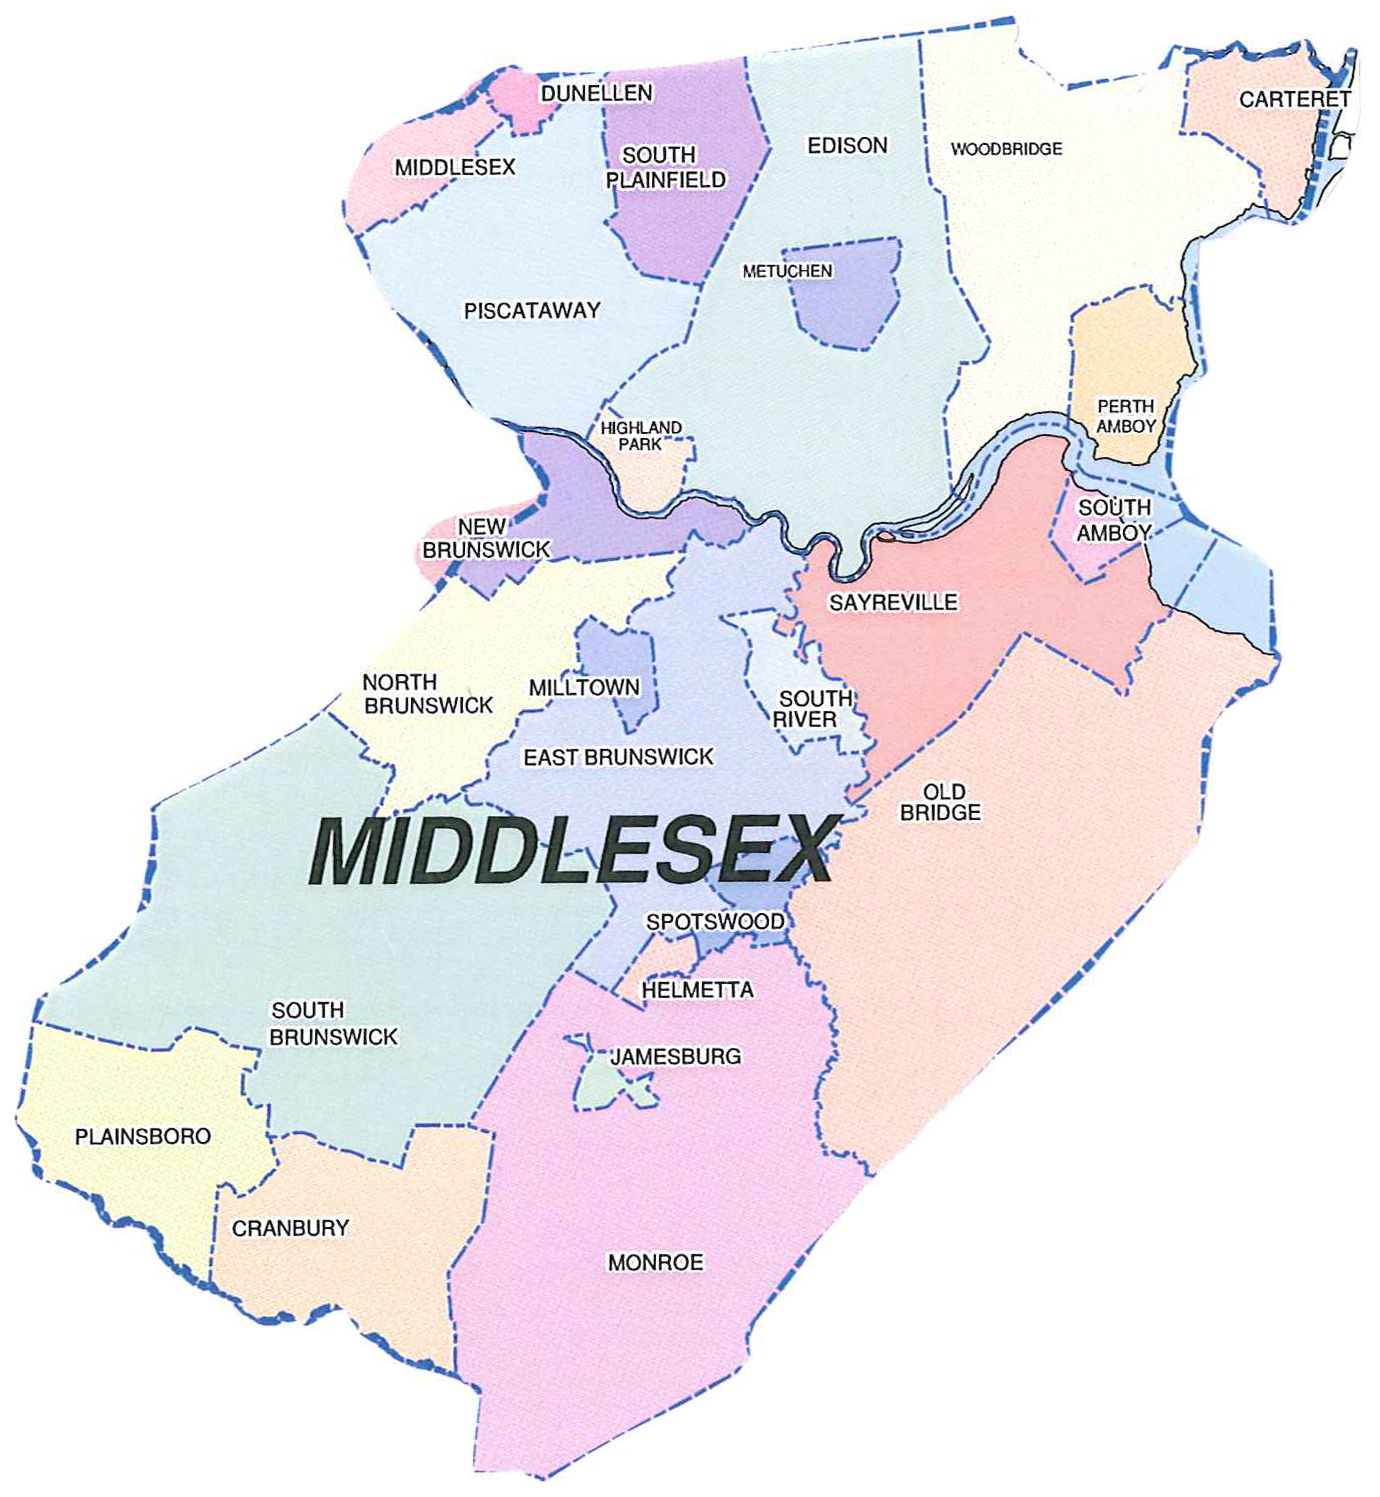 DUNELLEN
CARTERET
EDISON
WOODBRIDGE
MIDDLESEX
SOUTH
PLAINFIELD
METUCHEN
PISCATAWAY
PERTH
AMBOY
HIGHLAND
PARK
NEW
BRUNSWICK
SOUTH
AMBOY
SAYREVILLE
NORTH
BRUNSWICK
MILLTOWN
SOUTH
RIVER
EAST BRUNSWICK
OLD
BRIDGE
MIDDLESEX
SPOTSWOOD
HELMETTA
SOUTH
BRUNSWICK
JAMESBURG
PLAINSBORO
CRANBURY
MONROE